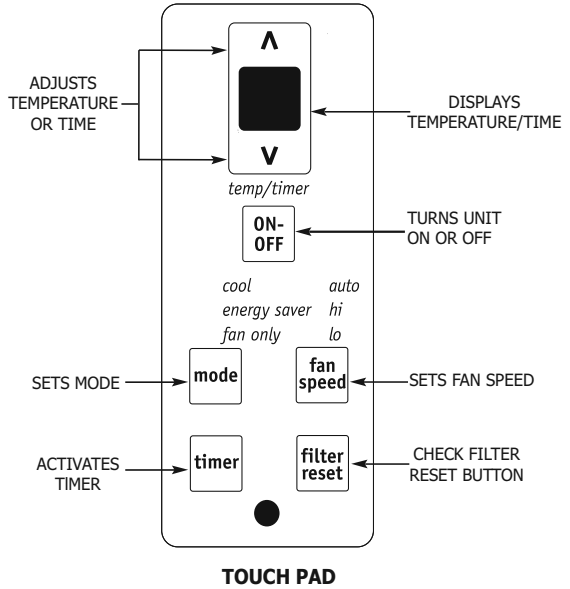 ∧
ADJUSTS
TEMPERATURE
OR TIME
DISPLAYS
TEMPERATURE/TIME
∨
temp/timer
ON-
OFF
TURNS UNIT
ON OR OFF
cool auto
energy saver hi
fan only lo
SETS MODE
mode
fan
speed
SETS FAN SPEED
ACTIVATES
TIMER
timer
filter
reset
CHECK FILTER
RESET BUTTON
TOUCH PAD